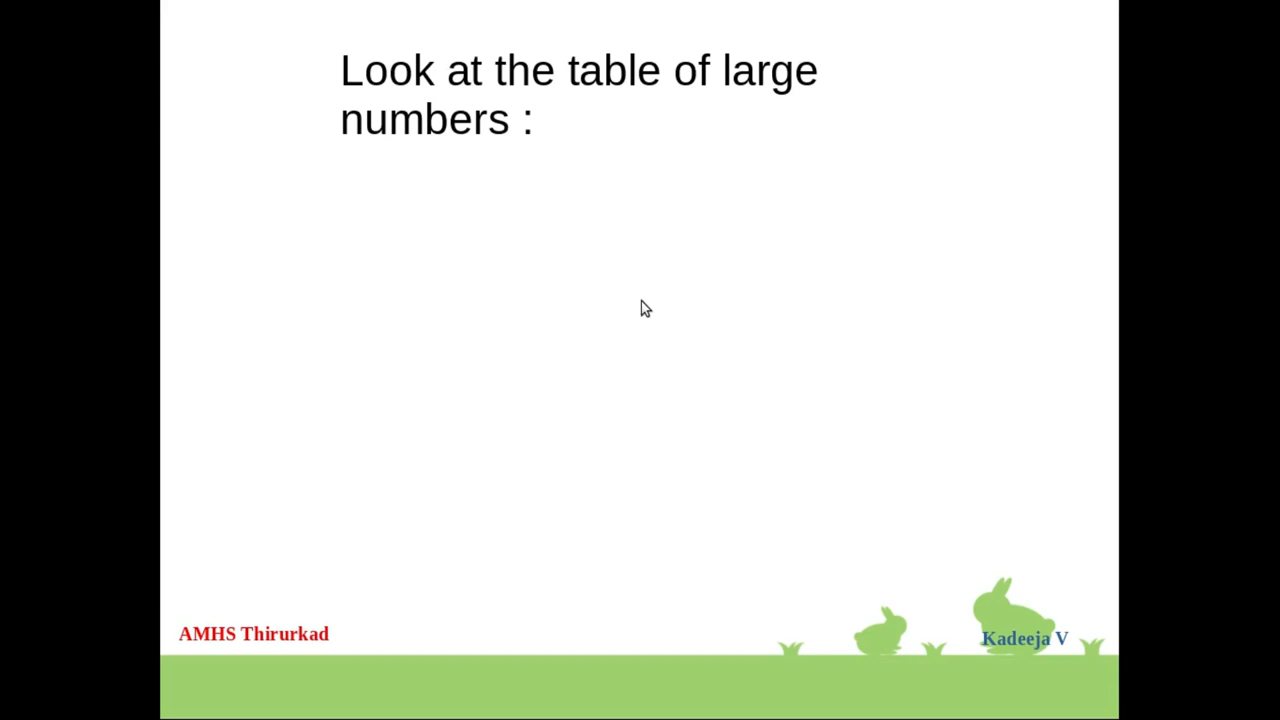 Look at the table of large
numbers :
AMHS Thirurkad
Kadeeja V